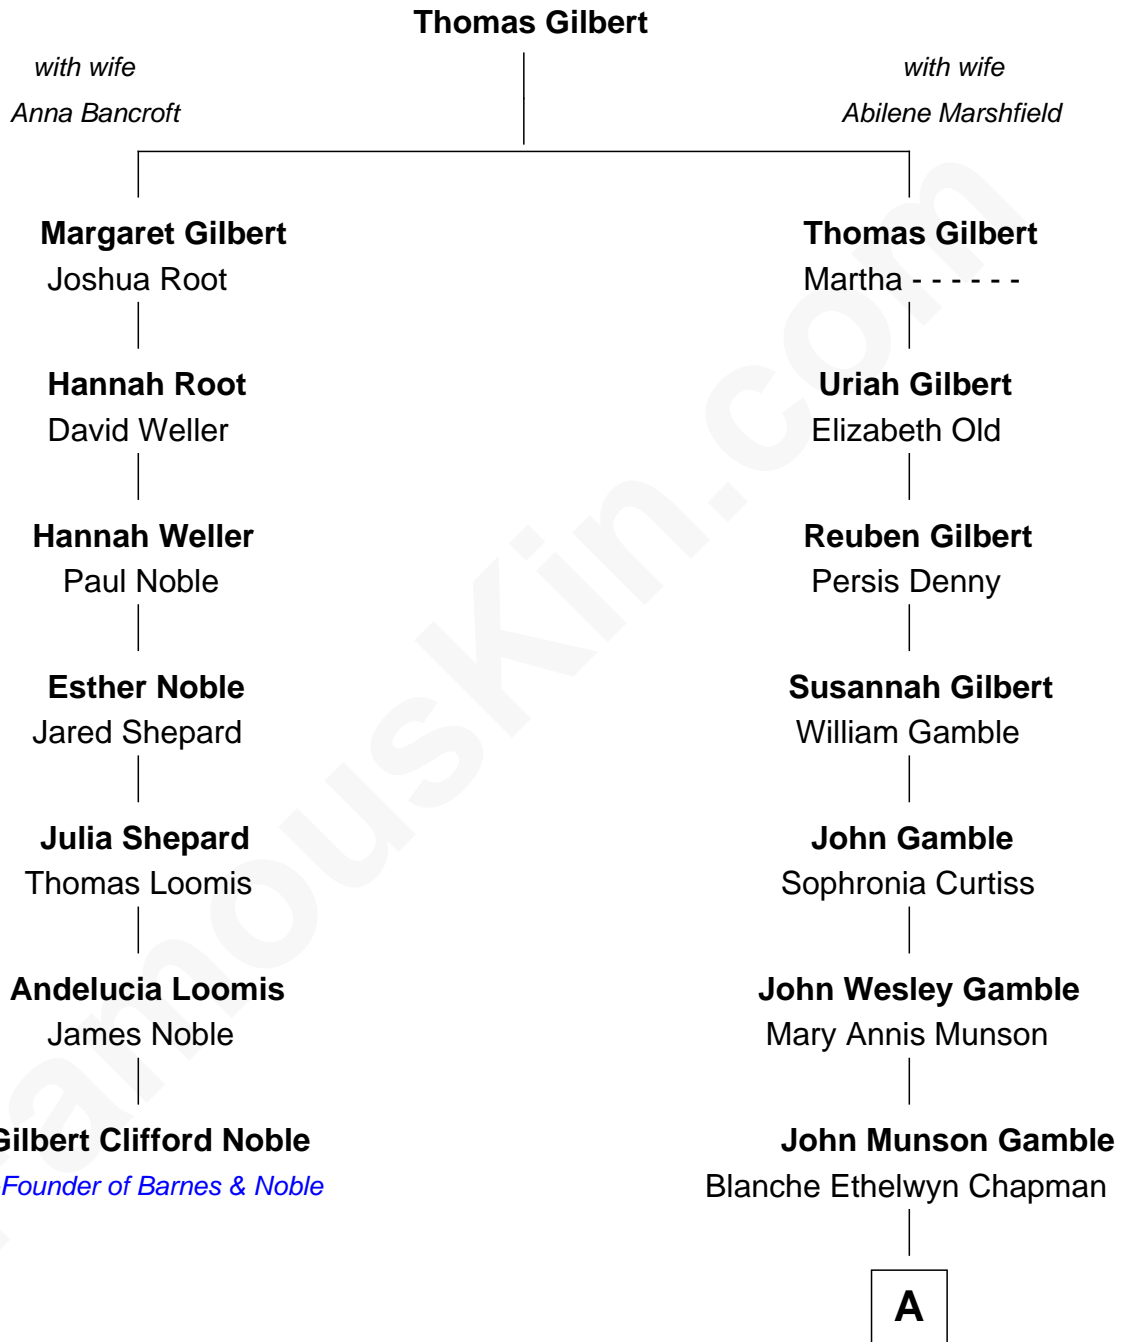 Thomas Gilbert
with wife
Anna Bancroft
with wife
Abilene Marshfield
Margaret Gilbert
Joshua Root
Thomas Gilbert
Martha - - - - - -
Hannah Root
David Weller
Uriah Gilbert
Elizabeth Old
Hannah Weller
Paul Noble
Reuben Gilbert
Persis Denny
Esther Noble
Jared Shepard
Susannah Gilbert
William Gamble
Julia Shepard
Thomas Loomis
John Gamble
Sophronia Curtiss
Andelucia Loomis
James Noble
John Wesley Gamble
Mary Annis Munson
Gilbert Clifford Noble
Founder of Barnes & Noble
John Munson Gamble
Blanche Ethelwyn Chapman
A
FamousKin.com